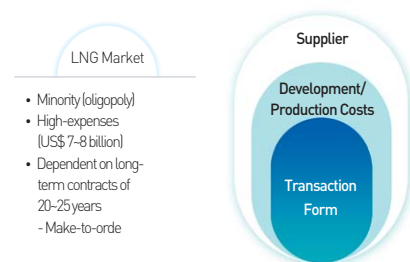 LNG Market
• Minority (oligopoly)
• High-expenses
(US$ 7~8 billion)
• Dependent on long-
term contracts of
20~25 years
- Make-to-orde
Supplier
Development/
Production Costs
Transaction
Form